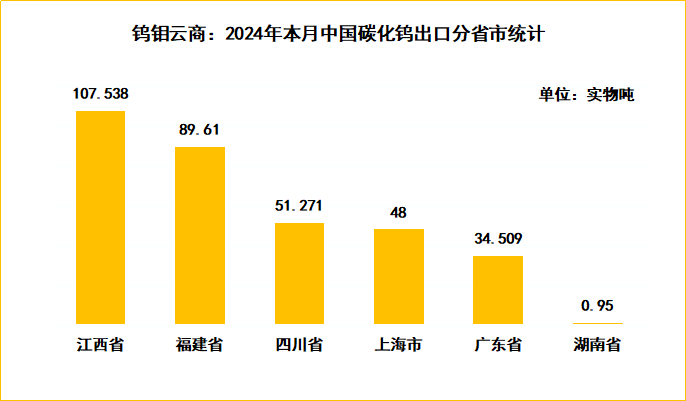 钨钼云商：2024年本月中国碳化钨出口分省市统计
单位：实物吨
107.538
89.61
51.271
48
34.509
0.95
江西省
福建省
四川省
上海市
广东省
湖南省